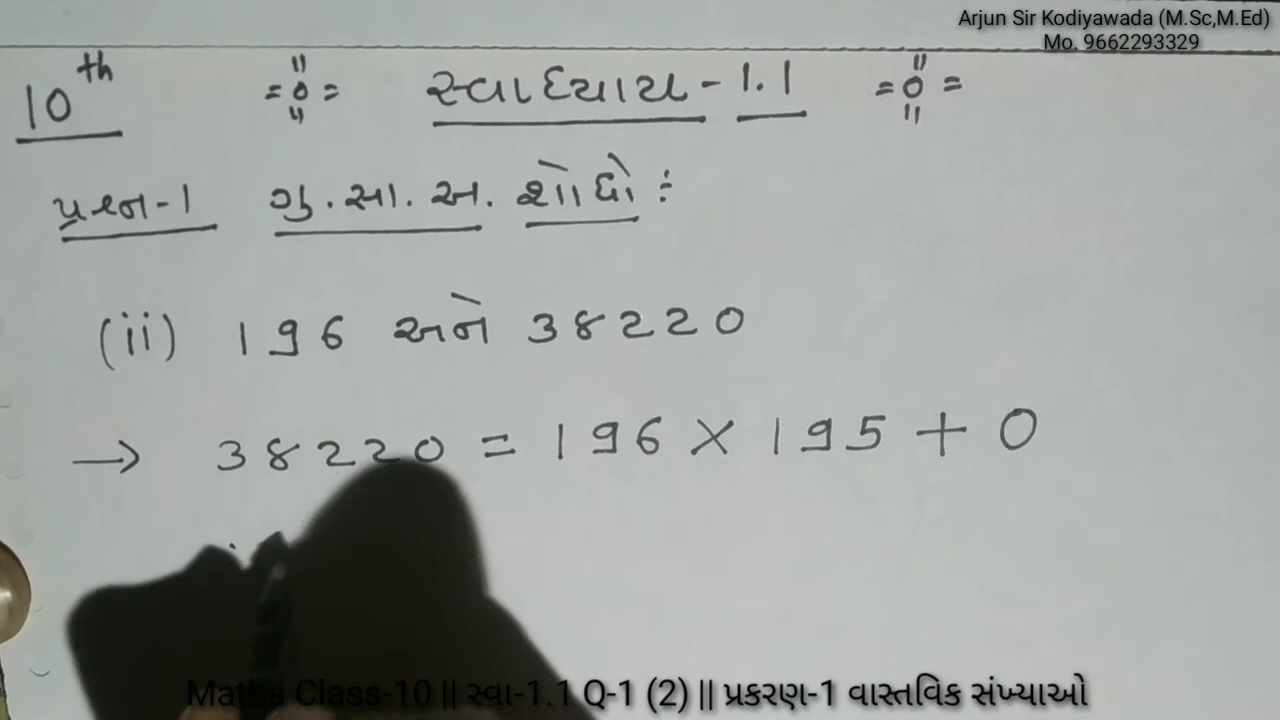 Arjun Sir Kodiyawada (M.Sc,M.Ed)
Mo. 9662293329
10th =0= સ્વાધ્યાય - 1.1 =0=
પ્રશ્ન-1 ગુ.સા.અ. શોધો :
(ii) 196 અને 38220
→ 38220 = 196 × 195 + 0
Maths Class-10 || સ્વા-1.1 Q-1 (2) || પ્રકરણ-1 વાસ્તવિક સંખ્યાઓ